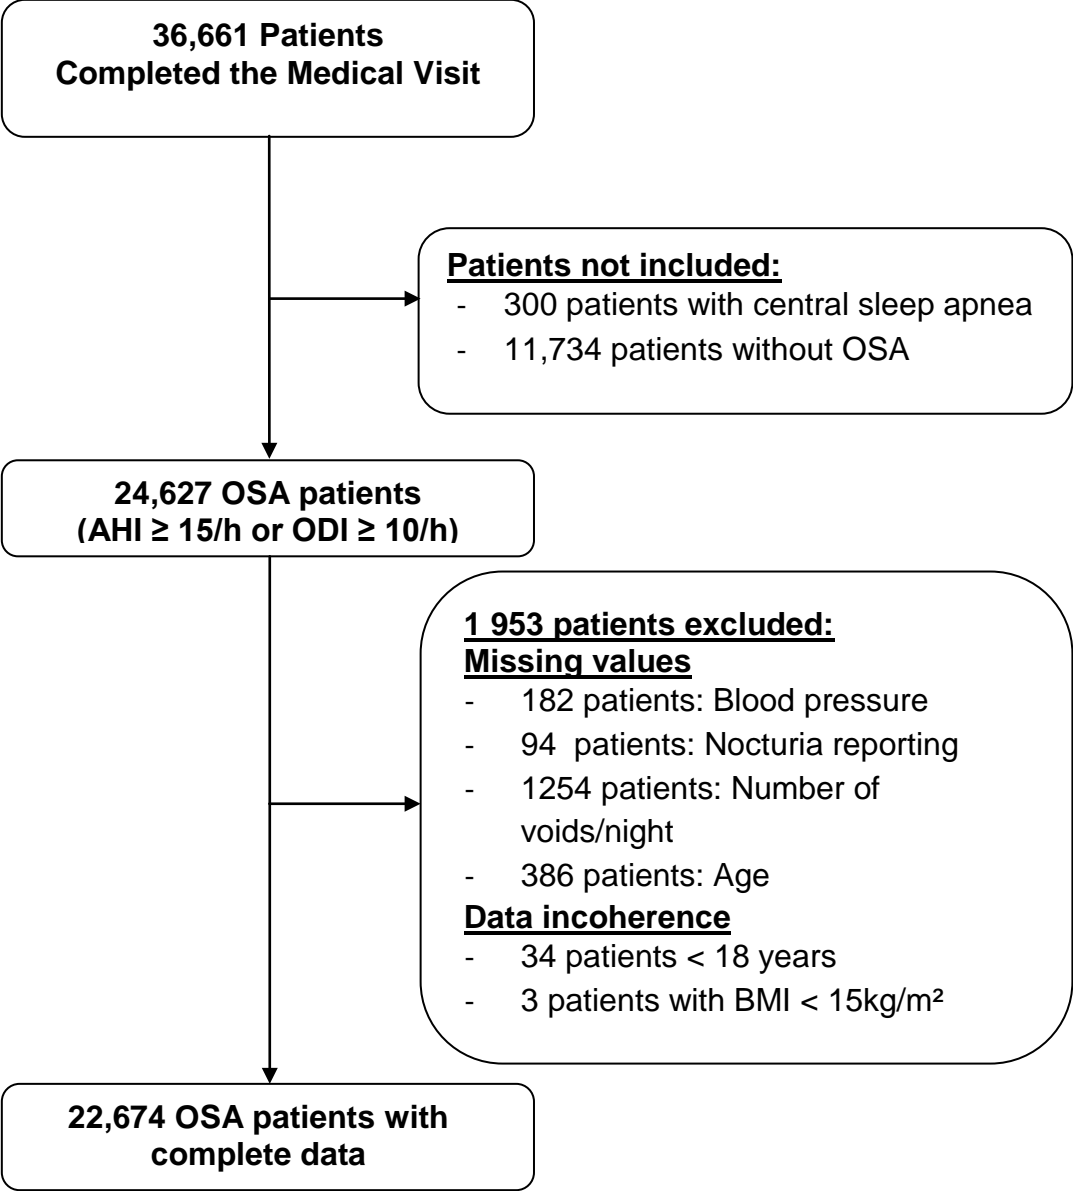 36,661 Patients
Completed the Medical Visit
Patients not included:
- 300 patients with central sleep apnea
- 11,734 patients without OSA
24,627 OSA patients
(AHI ≥ 15/h or ODI ≥ 10/h)
1 953 patients excluded:
Missing values
- 182 patients: Blood pressure
- 94 patients: Nocturia reporting
- 1254 patients: Number of
voids/night
- 386 patients: Age
Data incoherence
- 34 patients < 18 years
- 3 patients with BMI < 15kg/m²
22,674 OSA patients with
complete data